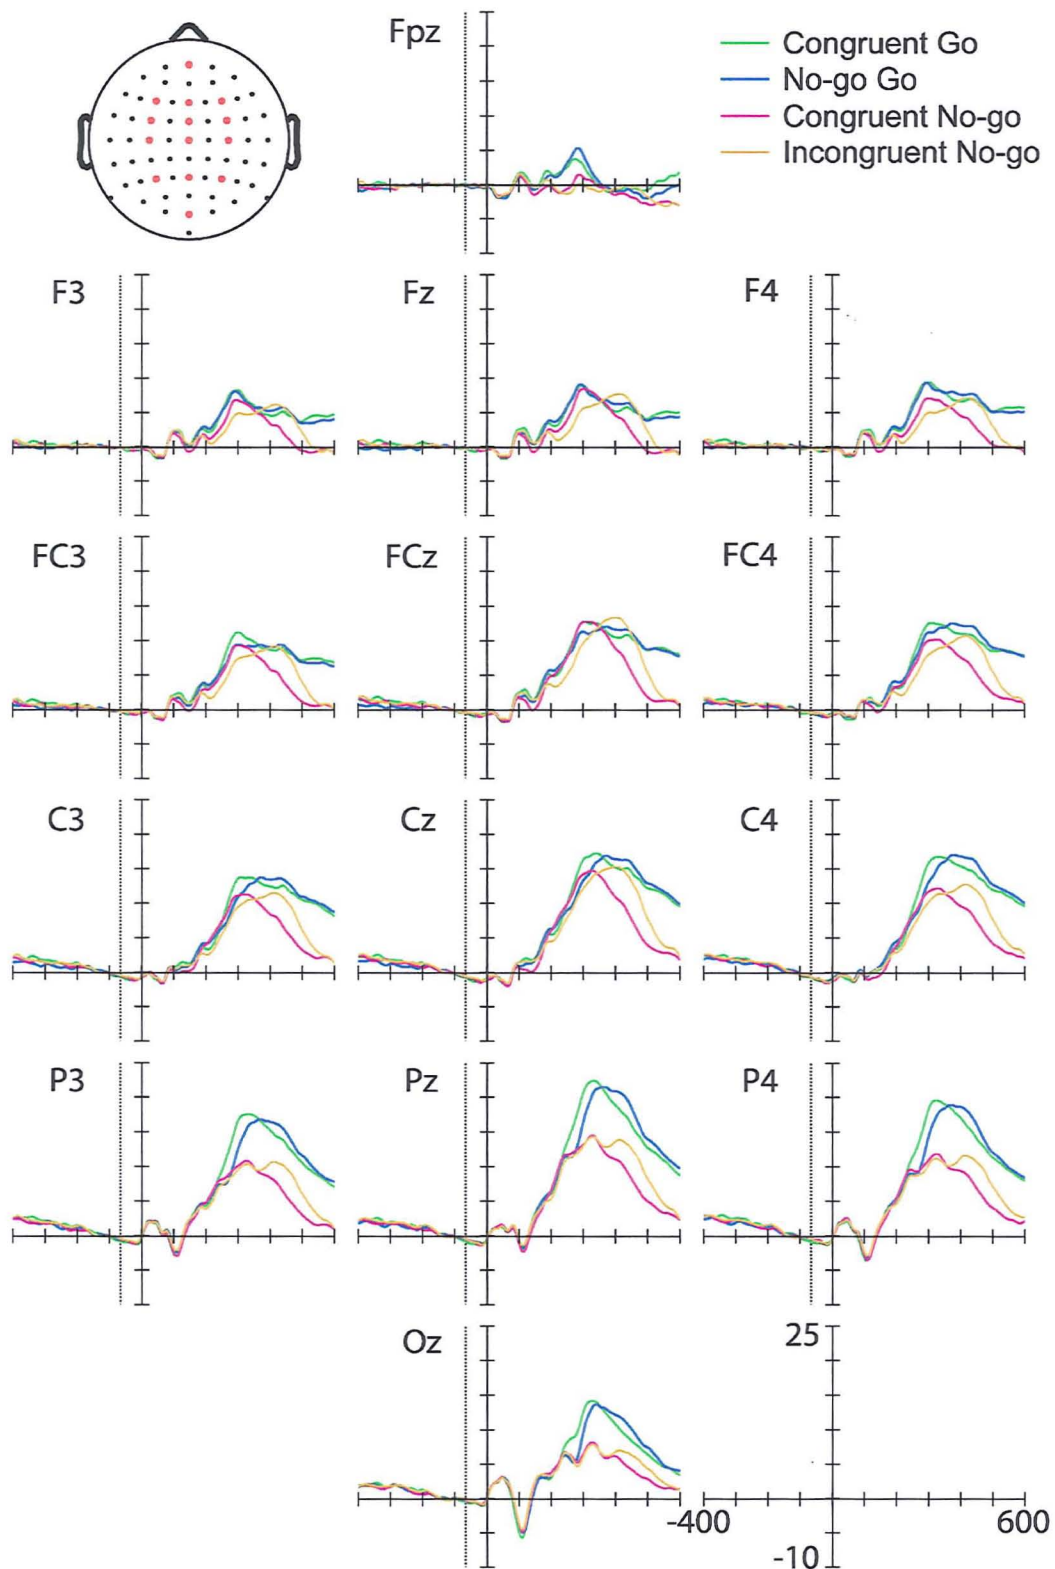 Fpz
Congruent Go
No-go Go
Congruent No-go
Incongruent No-go
F3
Fz
F4
FC3
FCz
FC4
C3
Cz
C4
P3
Pz
P4
Oz
25
-400
600
-10